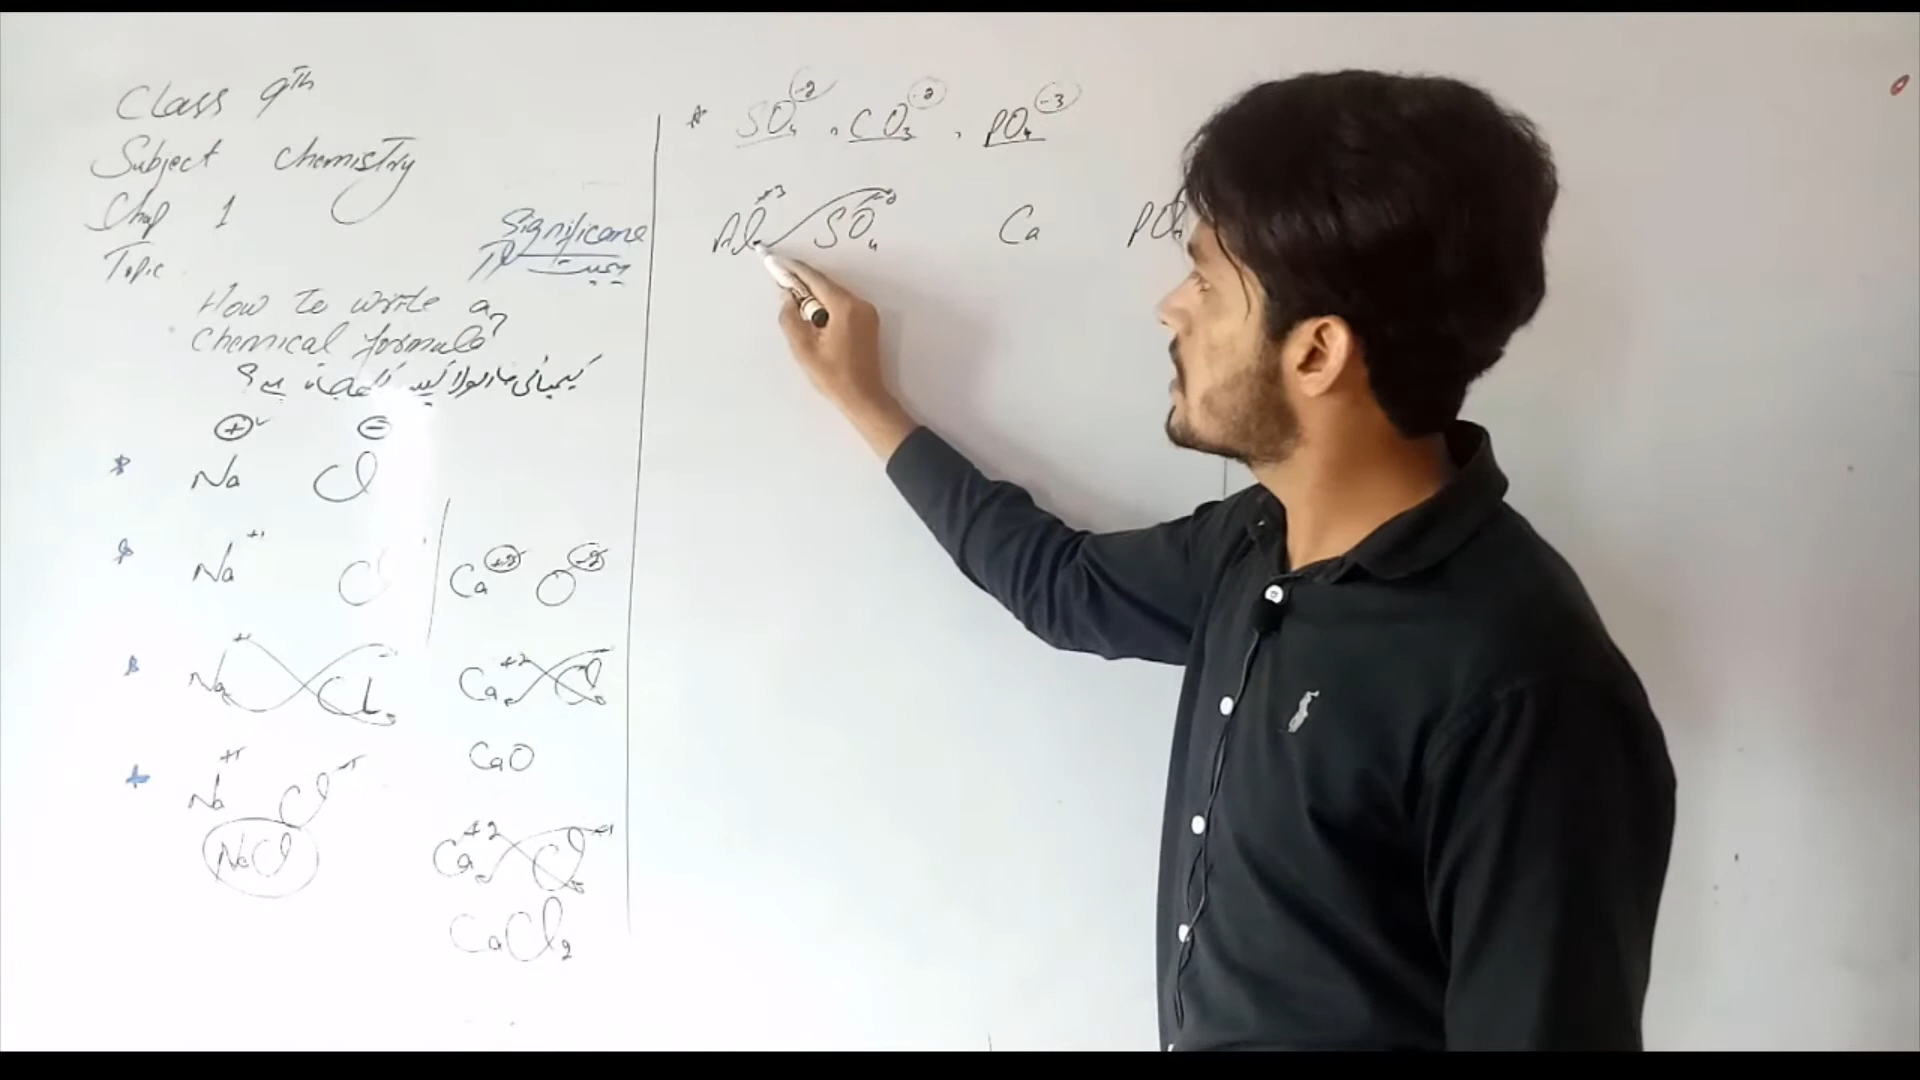 Class 9th
Subject Chemistry
Chap 1
Topic
Significane
How To write a
Chemical formula?
کیمیائی فارمولا کیسے لکھا جاتا ہے؟
+ −
* Na Cl
* Na+1 Cl
Ca+2 O-2
* Na+1 Cl-
Ca+2 O
CaO
Na+1 Cl-1
NaCl
Ca+2 Cl-1
CaCl2
* SO4-2 , CO3-2 , PO4-3
Al+3 SO4-2 Ca PO4